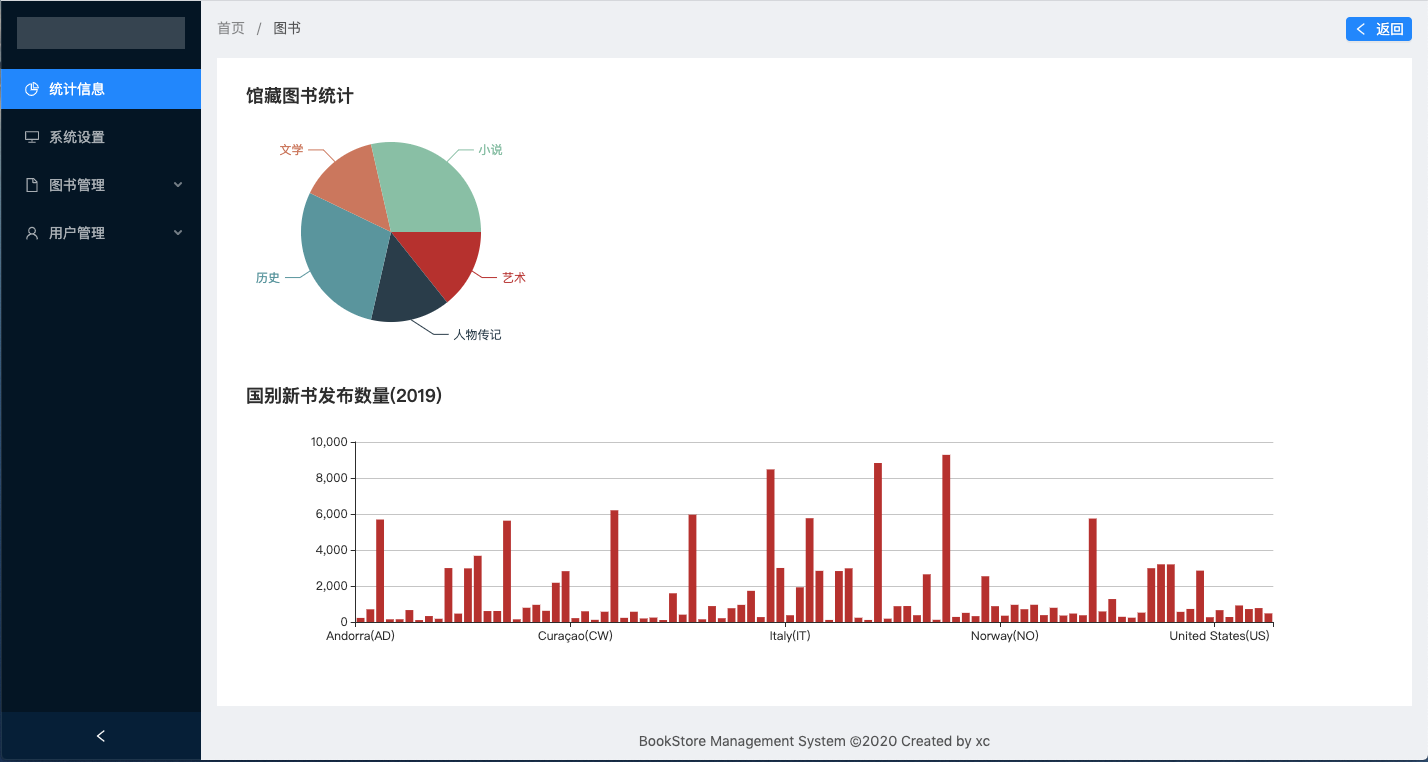 首页 / 图书
返回
统计信息
系统设置
图书管理
用户管理
馆藏图书统计
文学
小说
历史
艺术
人物传记
国别新书发布数量(2019)
10,000
8,000
6,000
4,000
2,000
0
Andorra(AD) Curaçao(CW) Italy(IT) Norway(NO) United States(US)
BookStore Management System ©2020 Created by xc